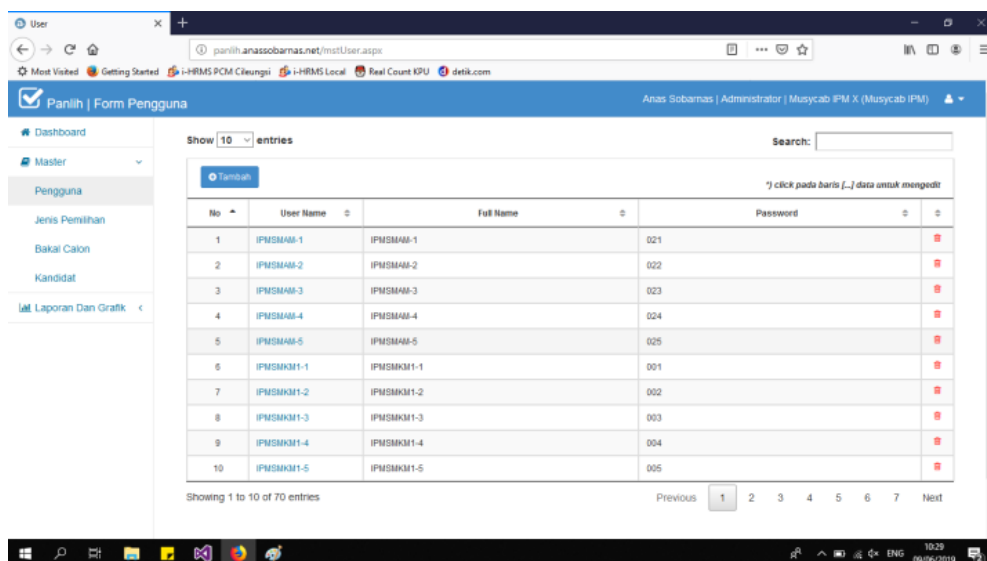 User
panlih.anassobarnas.net/mstUser.aspx
Most Visited Getting Started i-HRMS PCM Cileungsi i-HRMS Local Real Count KPU detik.com
Panlih | Form Pengguna
Anas Sobarnas | Administrator | Musycab IPM X (Musycab IPM)
Dashboard
Master
Pengguna
Jenis Pemilihan
Bakal Calon
Kandidat
Laporan Dan Grafik
Show 10 entries
Search:
Tambah
*) click pada baris [...] data untuk mengedit
No User Name Full Name Password
1 IPMSMAM-1 IPMSMAM-1 021
2 IPMSMAM-2 IPMSMAM-2 022
3 IPMSMAM-3 IPMSMAM-3 023
4 IPMSMAM-4 IPMSMAM-4 024
5 IPMSMAM-5 IPMSMAM-5 025
6 IPMSMKM1-1 IPMSMKM1-1 001
7 IPMSMKM1-2 IPMSMKM1-2 002
8 IPMSMKM1-3 IPMSMKM1-3 003
9 IPMSMKM1-4 IPMSMKM1-4 004
10 IPMSMKM1-5 IPMSMKM1-5 005
Showing 1 to 10 of 70 entries
Previous 1 2 3 4 5 6 7 Next
ENG
10:29
09/06/2019